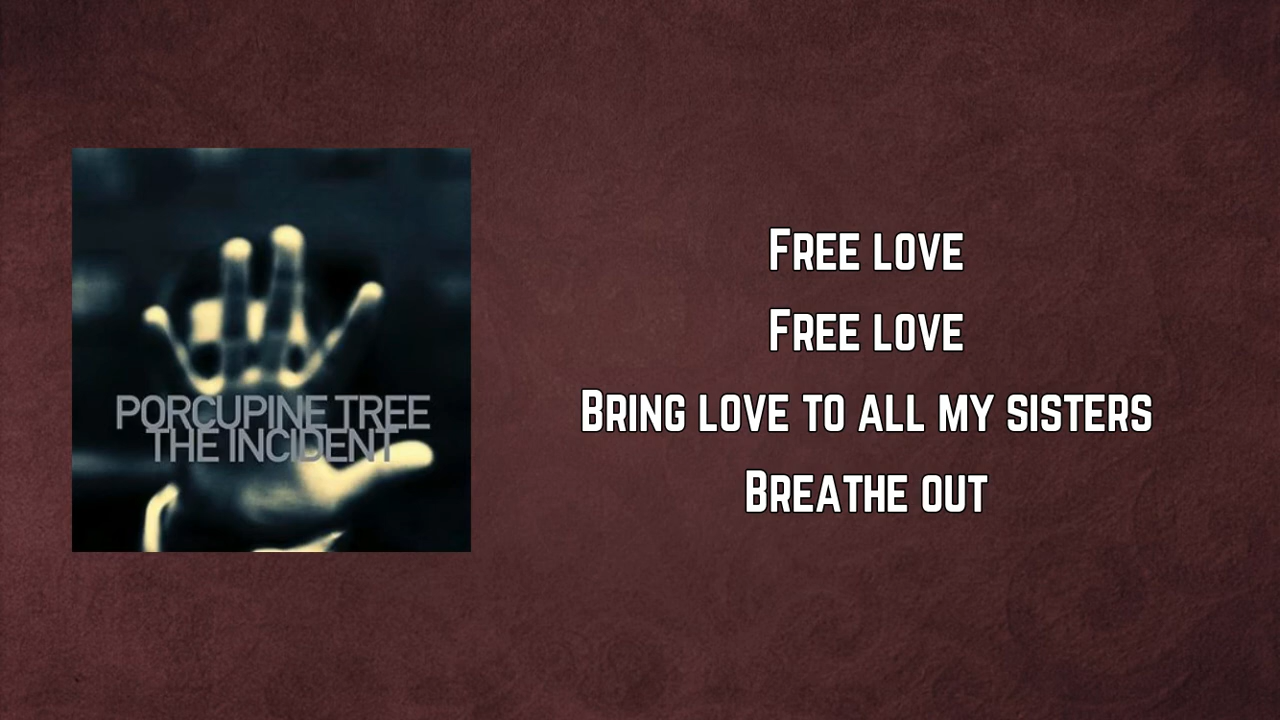 PORCUPINE TREE
THE INCIDENT
FREE LOVE
FREE LOVE
BRING LOVE TO ALL MY SISTERS
BREATHE OUT